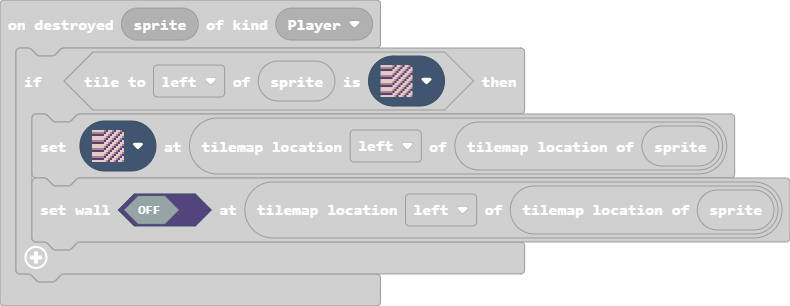 on destroyed sprite of kind Player
if tile to left of sprite is then
set at tilemap location left of tilemap location of sprite
set wall OFF at tilemap location left of tilemap location of sprite